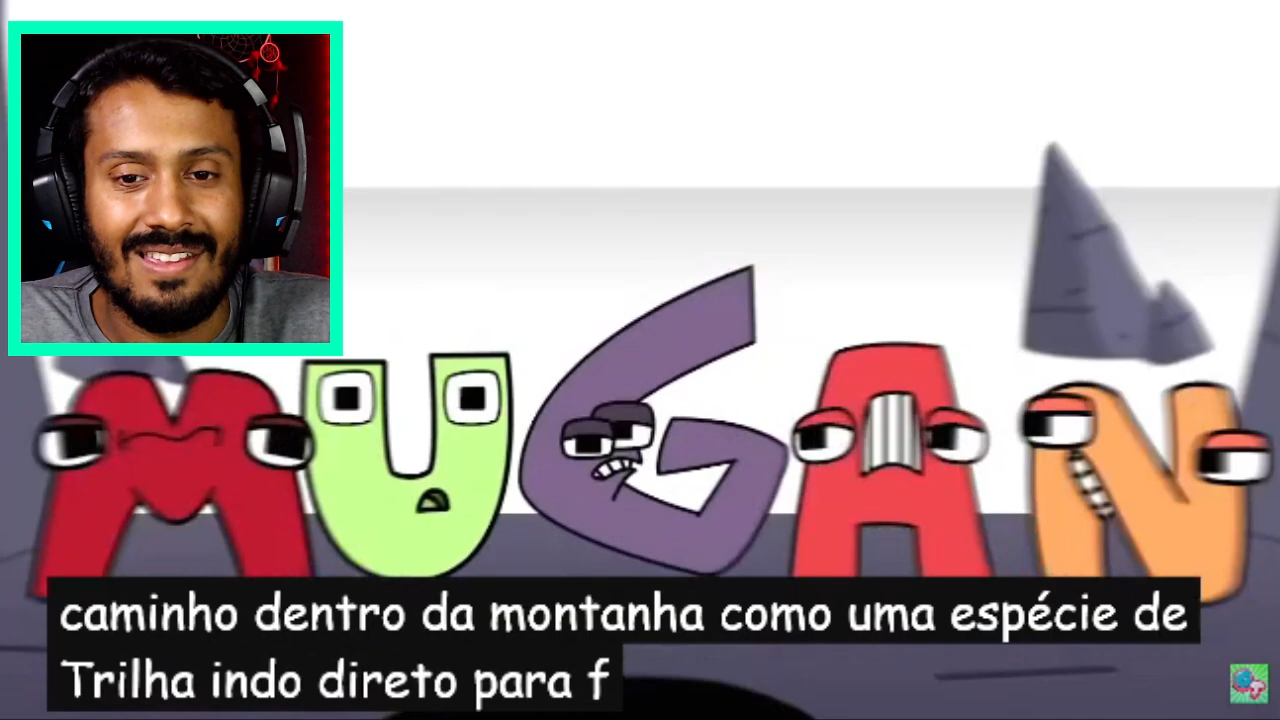 MUGAN
caminho dentro da montanha como uma espécie de
Trilha indo direto para f